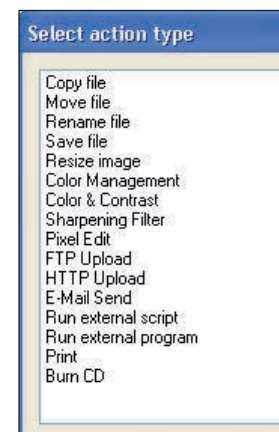 Select action type
Copy file
Move file
Rename file
Save file
Resize image
Color Management
Color & Contrast
Sharpening Filter
Pixel Edit
FTP Upload
HTTP Upload
E-Mail Send
Run external script
Run external program
Print
Burn CD